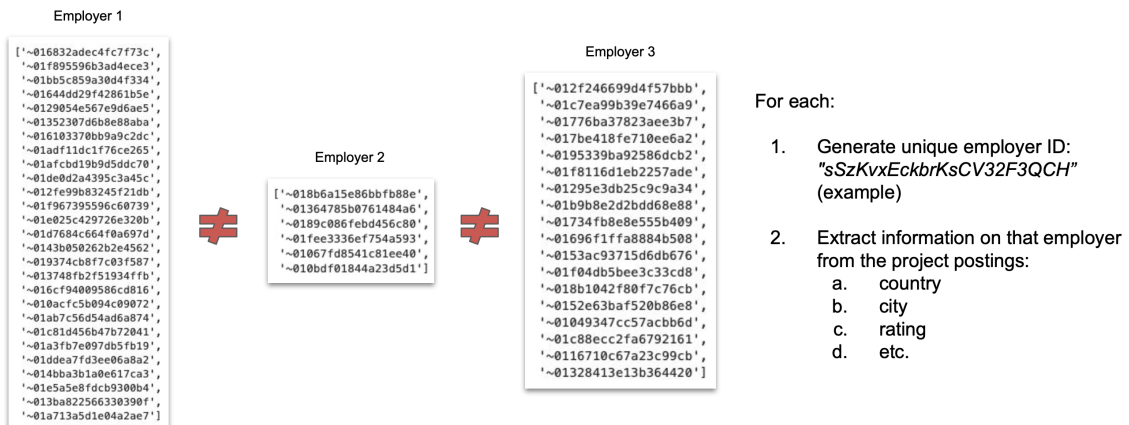 Employer 1
['~016832adec4fc7f73c',
'~01f895596b3ad4ece3',
'~01bb5c859a30d4f334',
'~01644dd29f42861b5e',
'~0129054e567e9d6ae5',
'~01352307d6b8e88aba',
'~016103370bb9a9c2dc',
'~01adf11dc1f76ce265',
'~01afcbd19b9d5ddc70',
'~01de0d2a4395c3a45c',
'~012fe99b83245f21db',
'~01f967395596c60739',
'~01e025c429726e320b',
'~01d7684c664f0a697d',
'~0143b050262b2e4562',
'~019374cb8f7c03f587',
'~013748fb2f51934ffb',
'~016cf94009586cd816',
'~010acfc5b094c09072',
'~01ab7c56d54ad6a874',
'~01c81d456b47b72041',
'~01a3fb7e097db5fb19',
'~01ddea7fd3ee06a8a2',
'~014bba3b1a0e617ca3',
'~01e5a5e8fdcb9300b4',
'~013ba822566330390f',
'~01a713a5d1e04a2ae7']
≠
Employer 2
['~018b6a15e86bbfb88e',
'~01364785b0761484a6',
'~0189c086febd456c80',
'~01fee3336ef754a593',
'~01067fd8541c81ee40',
'~010bdf01844a23d5d1']
≠
Employer 3
['~012f246699d4f57bbb',
'~01c7ea99b39e7466a9',
'~01776ba37823aee3b7',
'~017be418fe710ee6a2',
'~0195339ba92586dcb2',
'~01f8116d1eb2257ade',
'~01295e3db25c9c9a34',
'~01b9b8e2d2bdd68e88',
'~01734fb8e8e555b409',
'~01696f1ffa8884b508',
'~0153ac93715d6db676',
'~01f04db5bee3c33cd8',
'~018b1042f80f7c76cb',
'~0152e63baf520b86e8',
'~01049347cc57acbb6d',
'~01c88ecc2fa6792161',
'~0116710c67a23c99cb',
'~01328413e13b364420']
For each:
1. Generate unique employer ID:
"sSzKvxEckbrKsCV32F3QCH”
(example)
2. Extract information on that employer
from the project postings:
a. country
b. city
c. rating
d. etc.